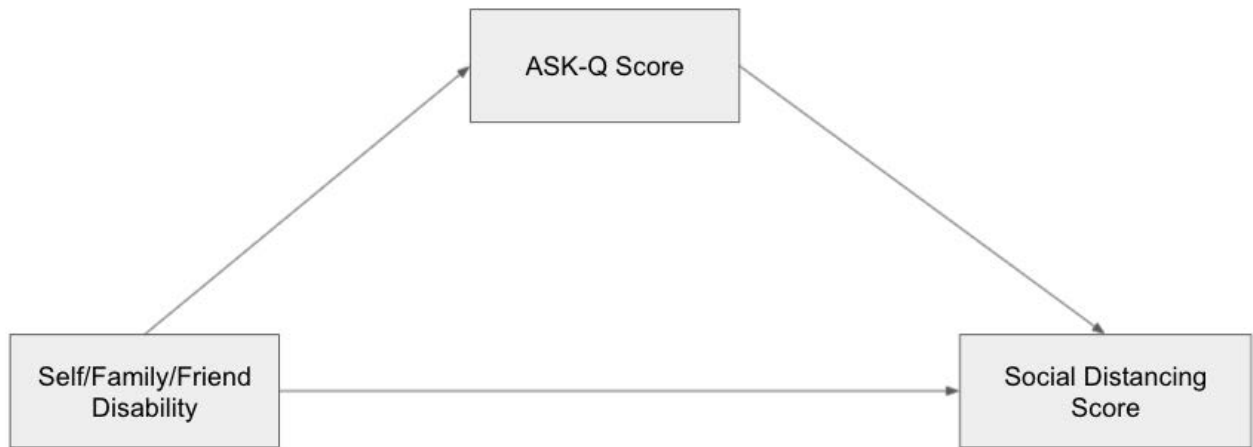 ASK-Q Score
Self/Family/Friend
Disability
Social Distancing
Score